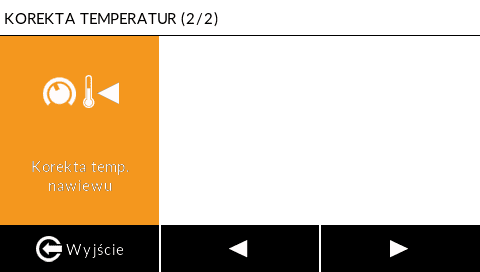 KOREKTA TEMPERATUR (2/2)
Korekta temp.
nawiewu
Wyjście